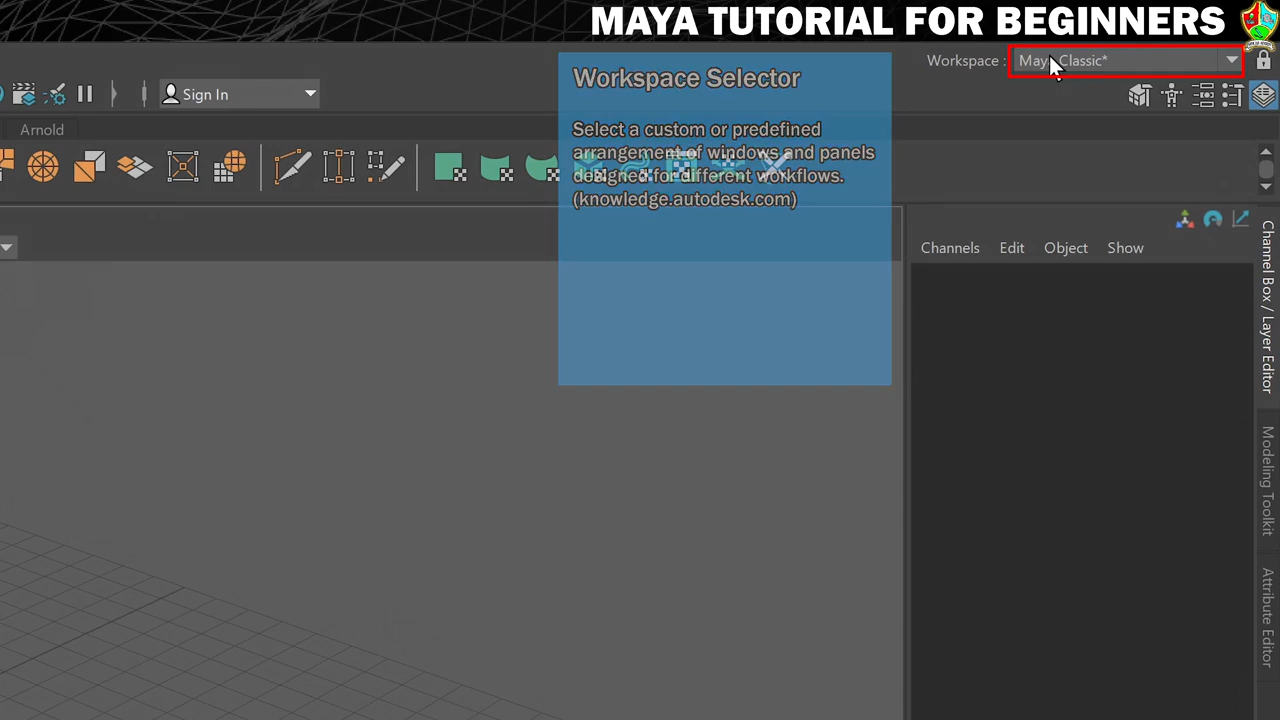 MAYA TUTORIAL FOR BEGINNERS
Workspace Selector
Workspace :
Maya Classic*
Sign In
Arnold
Select a custom or predefined
arrangement of windows and panels
designed for different workflows.
(knowledge.autodesk.com)
Channels
Edit
Object
Show
Channel Box / Layer Editor
Modeling Toolkit
Attribute Editor